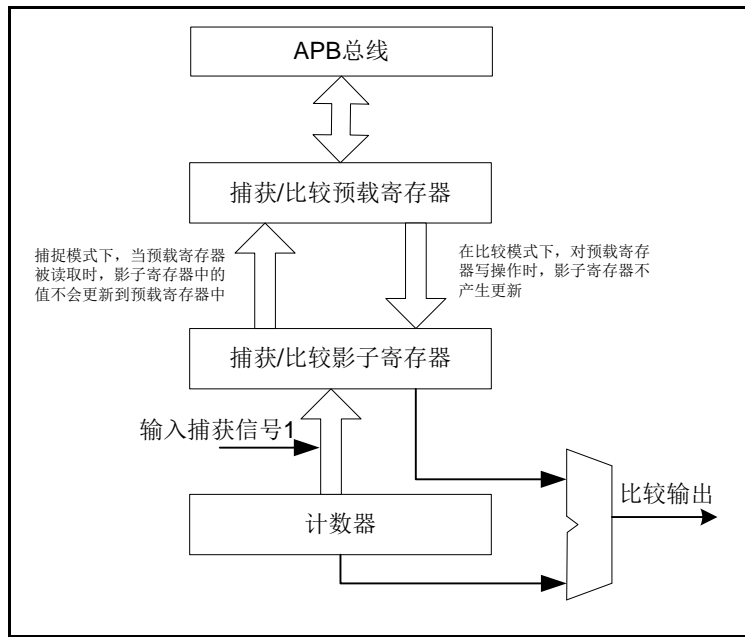 APB总线
捕获/比较预载寄存器
捕捉模式下，当预载寄存器
被读取时，影子寄存器中的
值不会更新到预载寄存器中
在比较模式下，对预载寄存
器写操作时，影子寄存器不
产生更新
捕获/比较影子寄存器
输入捕获信号1
比较输出
计数器